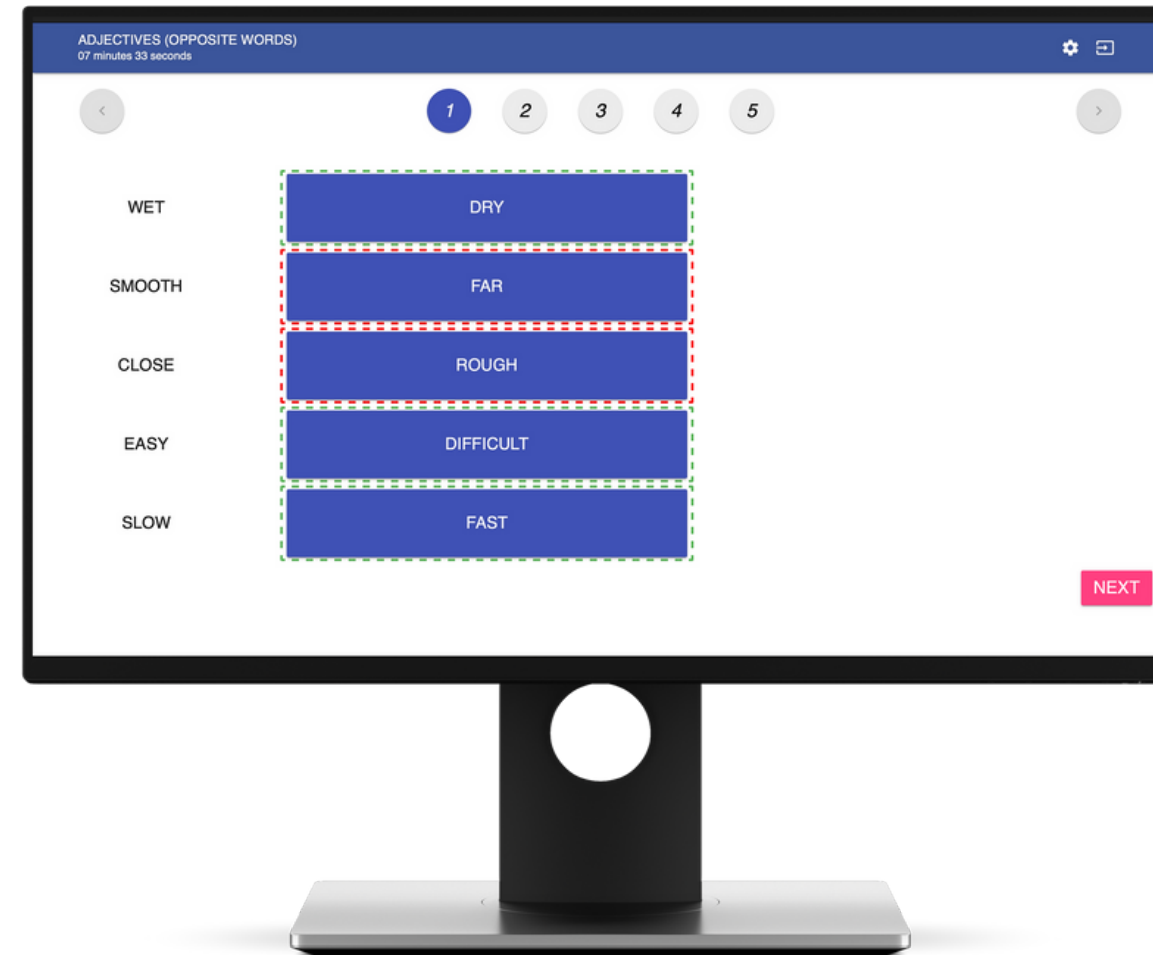 ADJECTIVES (OPPOSITE WORDS)
07 minutes 33 seconds
1 2 3 4 5
WET DRY
SMOOTH FAR
CLOSE ROUGH
EASY DIFFICULT
SLOW FAST
NEXT